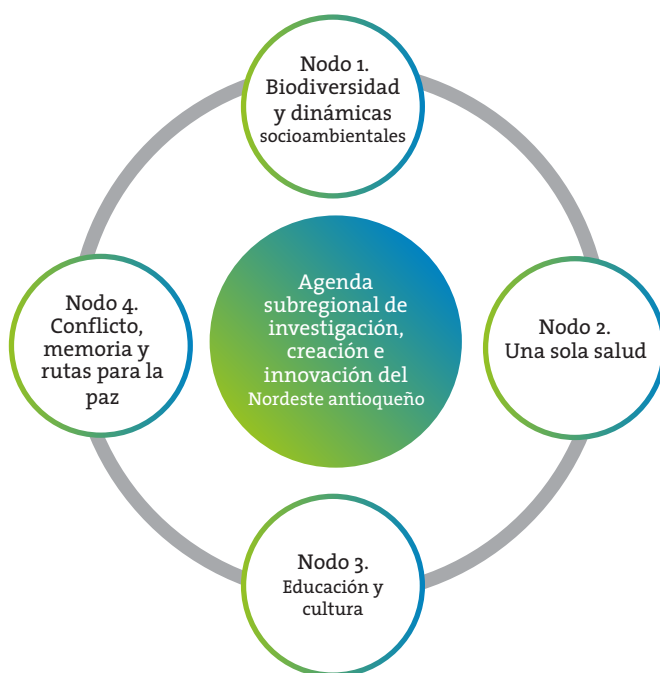 Nodo 1.
Biodiversidad
y dinámicas
socioambientales
Agenda
subregional de
investigación,
creación e
innovación del
Nordeste antioqueño
Nodo 4.
Conflicto,
memoria y
rutas para la
paz
Nodo 2.
Una sola salud
Nodo 3.
Educación y
cultura